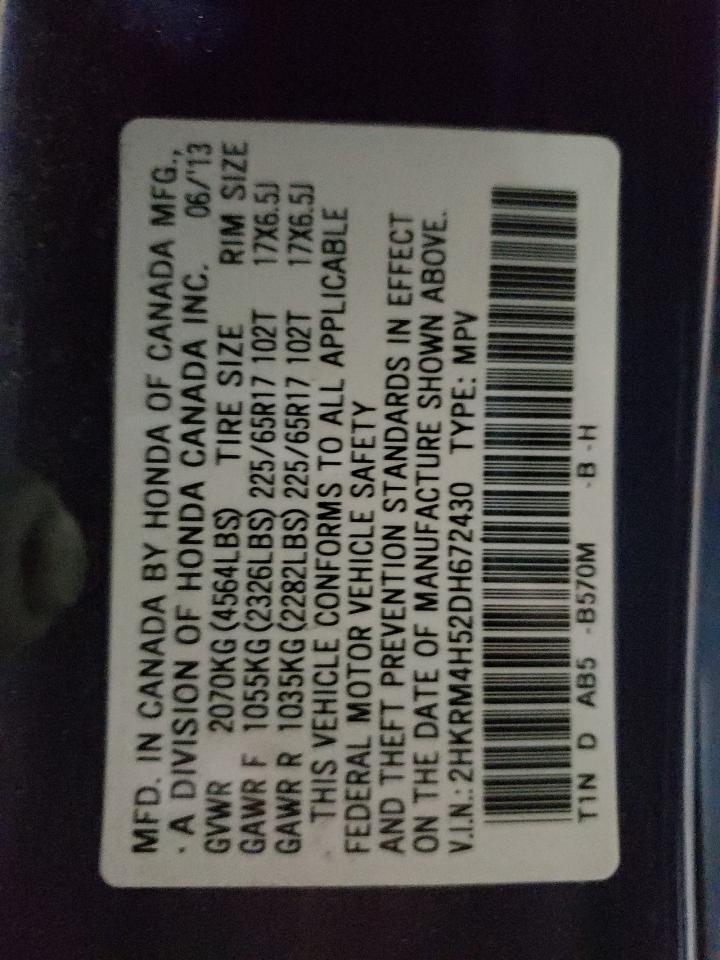 MFD. IN CANADA BY HONDA OF CANADA MFG.,
· A DIVISION OF HONDA CANADA INC. 06/'13
GVWR 2070KG (4564LBS) TIRE SIZE RIM SIZE
GAWR F 1055KG (2326LBS) 225/65R17 102T 17X6.5J
GAWR R 1035KG (2282LBS) 225/65R17 102T 17X6.5J
THIS VEHICLE CONFORMS TO ALL APPLICABLE
FEDERAL MOTOR VEHICLE SAFETY
AND THEFT PREVENTION STANDARDS IN EFFECT
ON THE DATE OF MANUFACTURE SHOWN ABOVE.
V.I.N.: 2HKRM4H52DH672430 TYPE: MPV
T1N D AB5 -B570M -B -H